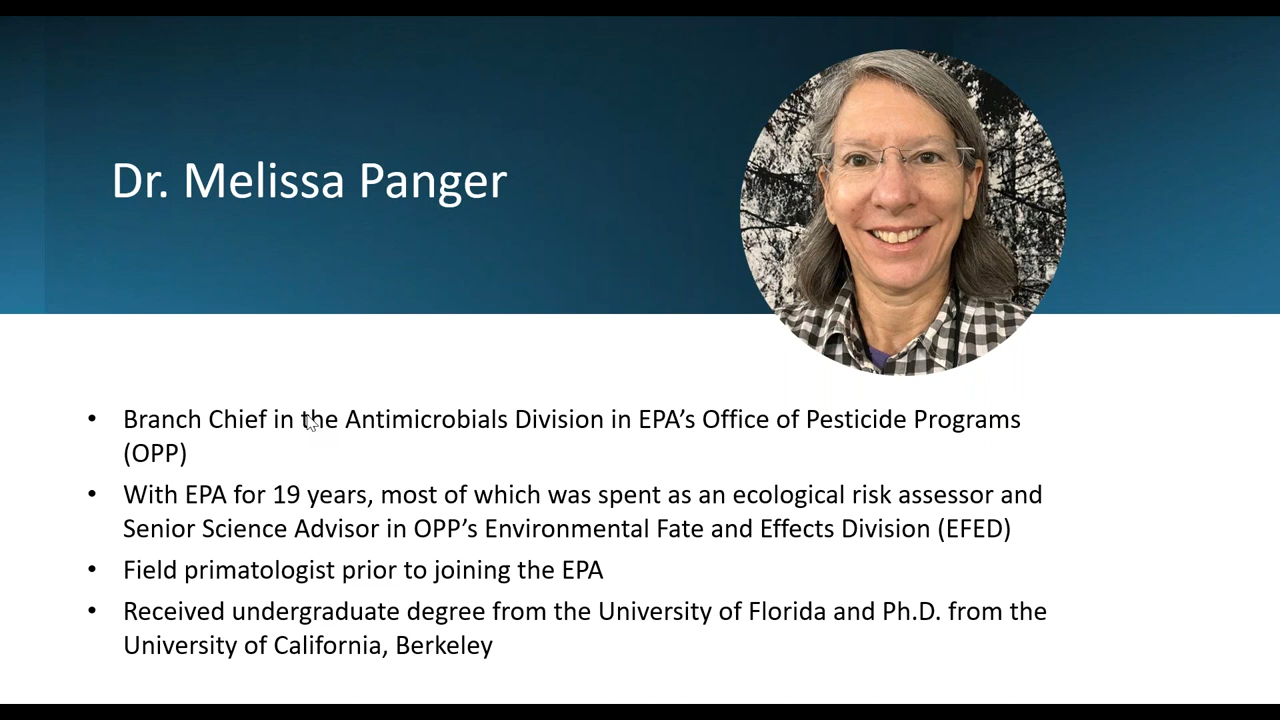 Dr. Melissa Panger
• Branch Chief in the Antimicrobials Division in EPA’s Office of Pesticide Programs
(OPP)
• With EPA for 19 years, most of which was spent as an ecological risk assessor and
Senior Science Advisor in OPP’s Environmental Fate and Effects Division (EFED)
• Field primatologist prior to joining the EPA
• Received undergraduate degree from the University of Florida and Ph.D. from the
University of California, Berkeley